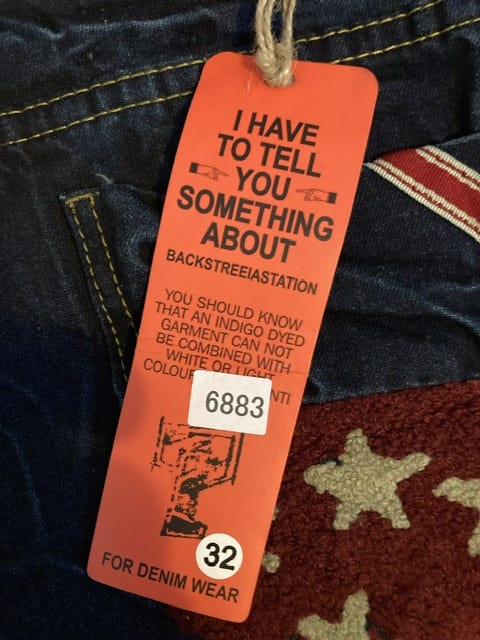 I HAVE
TO TELL
YOU
SOMETHING
ABOUT
BACKSTREEIASTATION
YOU SHOULD KNOW
THAT AN INDIGO DYED
GARMENT CAN NOT
BE COMBINED WITH
WHITE OR LIGHT
6883
32
FOR DENIM WEAR